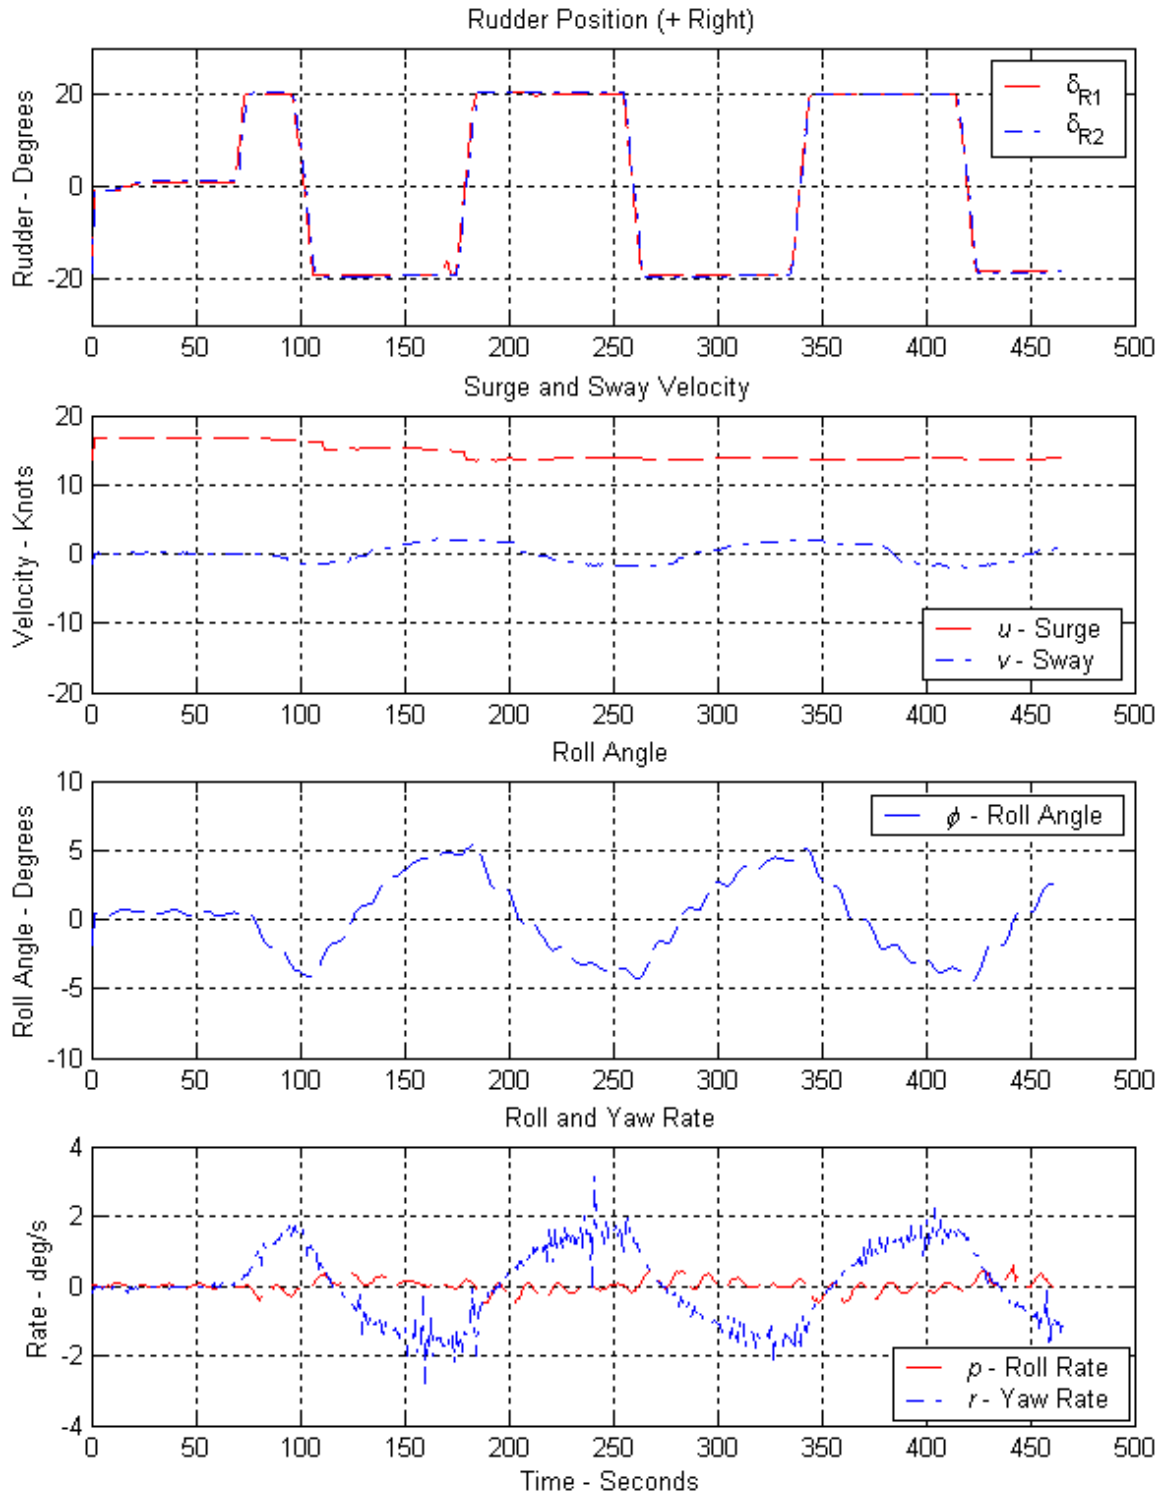 Rudder Position (+ Right)
Rudder - Degrees
20
0
-20
δR1
δR2
0 50 100 150 200 250 300 350 400 450 500
Surge and Sway Velocity
Velocity - Knots
20
10
0
-10
-20
u - Surge
v - Sway
0 50 100 150 200 250 300 350 400 450 500
Roll Angle
Roll Angle - Degrees
10
5
0
-5
-10
ϕ - Roll Angle
0 50 100 150 200 250 300 350 400 450 500
Roll and Yaw Rate
Rate - deg/s
4
2
0
-2
-4
p - Roll Rate
r - Yaw Rate
0 50 100 150 200 250 300 350 400 450 500
Time - Seconds